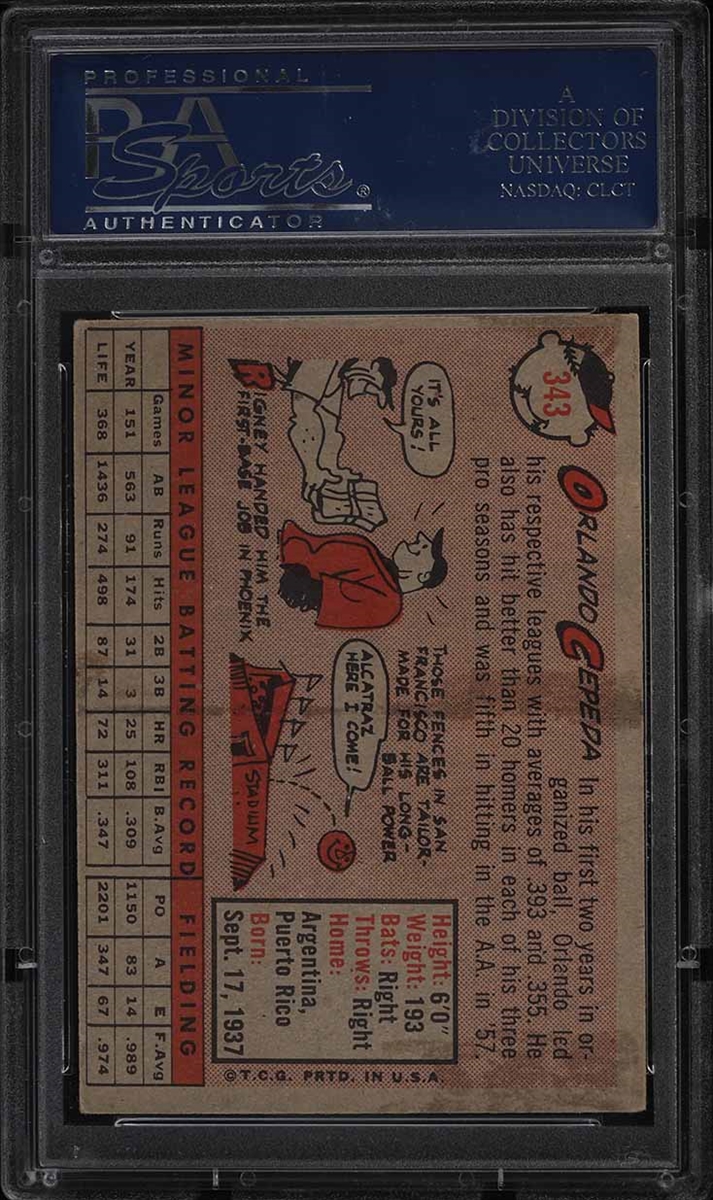 PROFESSIONAL
PSA
Sports®
AUTHENTICATOR
A
DIVISION OF
COLLECTORS
UNIVERSE
NASDAQ: CLCT
343
ORLANDO CEPEDA In his first two years in or-
ganized ball, Orlando led
his respective leagues with averages of .393 and .355. He
also has hit better than 20 homers in each of his three
pro seasons and was fifth in hitting in the A.A in '57.
IT'S ALL
YOURS!
RIGNEY HANDED HIM THE
FIRST-BASE JOB IN PHOENIX
THOSE FENCES IN SAN
FRANCISCO ARE TAILOR-
MADE FOR HIS LONG-
BALL POWER
ALCATRAZ
HERE I COME!
STADIUM
Height: 6'0"
Weight: 193
Bats: Right
Throws: Right
Home:
Argentina,
Puerto Rico
Born:
Sept. 17, 1937
©T.C.G. PRTD. IN U.S.A.
MINOR LEAGUE BATTING RECORD FIELDING
Games AB Runs Hits 2B 3B HR RBI B.Avg PO A E F.Avg
YEAR 151 563 91 174 31 3 25 108 .309 1150 83 14 .989
LIFE 368 1436 274 498 87 14 72 311 .347 2201 347 67 .974